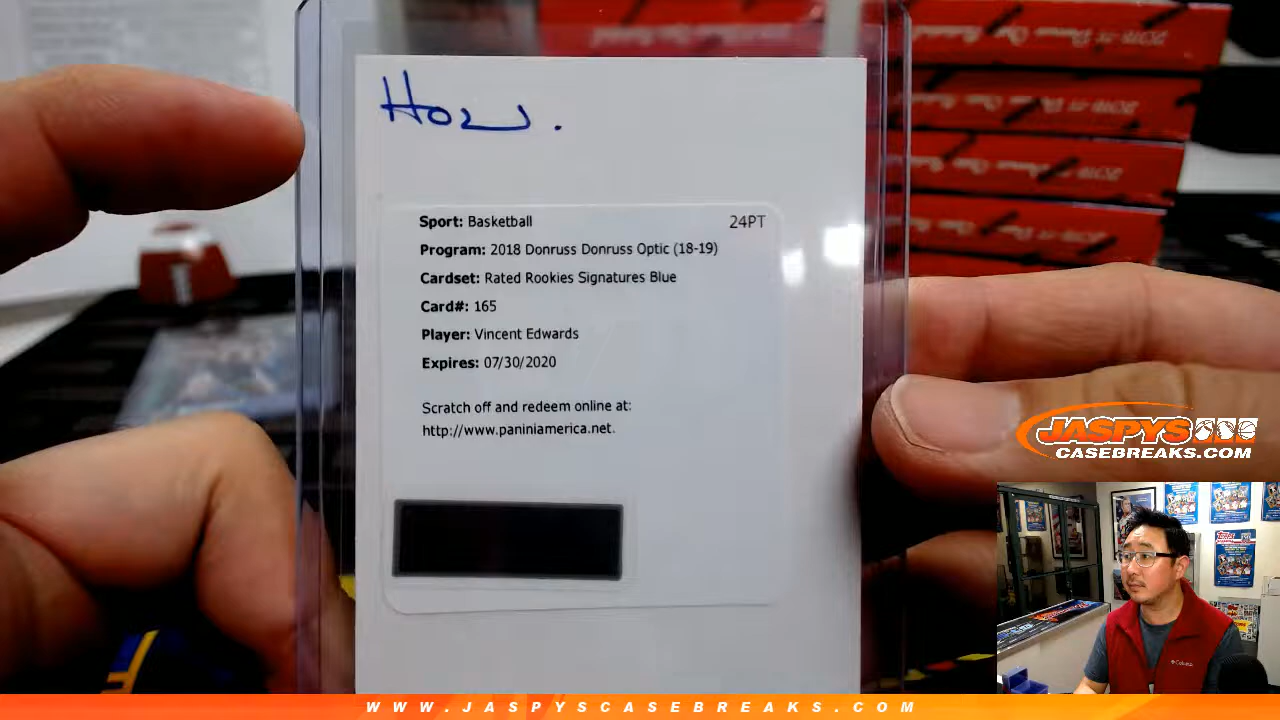 HOU.
Sport: Basketball 24PT
Program: 2018 Donruss Donruss Optic (18-19)
Cardset: Rated Rookies Signatures Blue
Card#: 165
Player: Vincent Edwards
Expires: 07/30/2020
Scratch off and redeem online at:
http://www.paniniamerica.net.
JASPYS
CASEBREAKS.COM
Columbia
WWW.JASPYSCASEBREAKS.COM